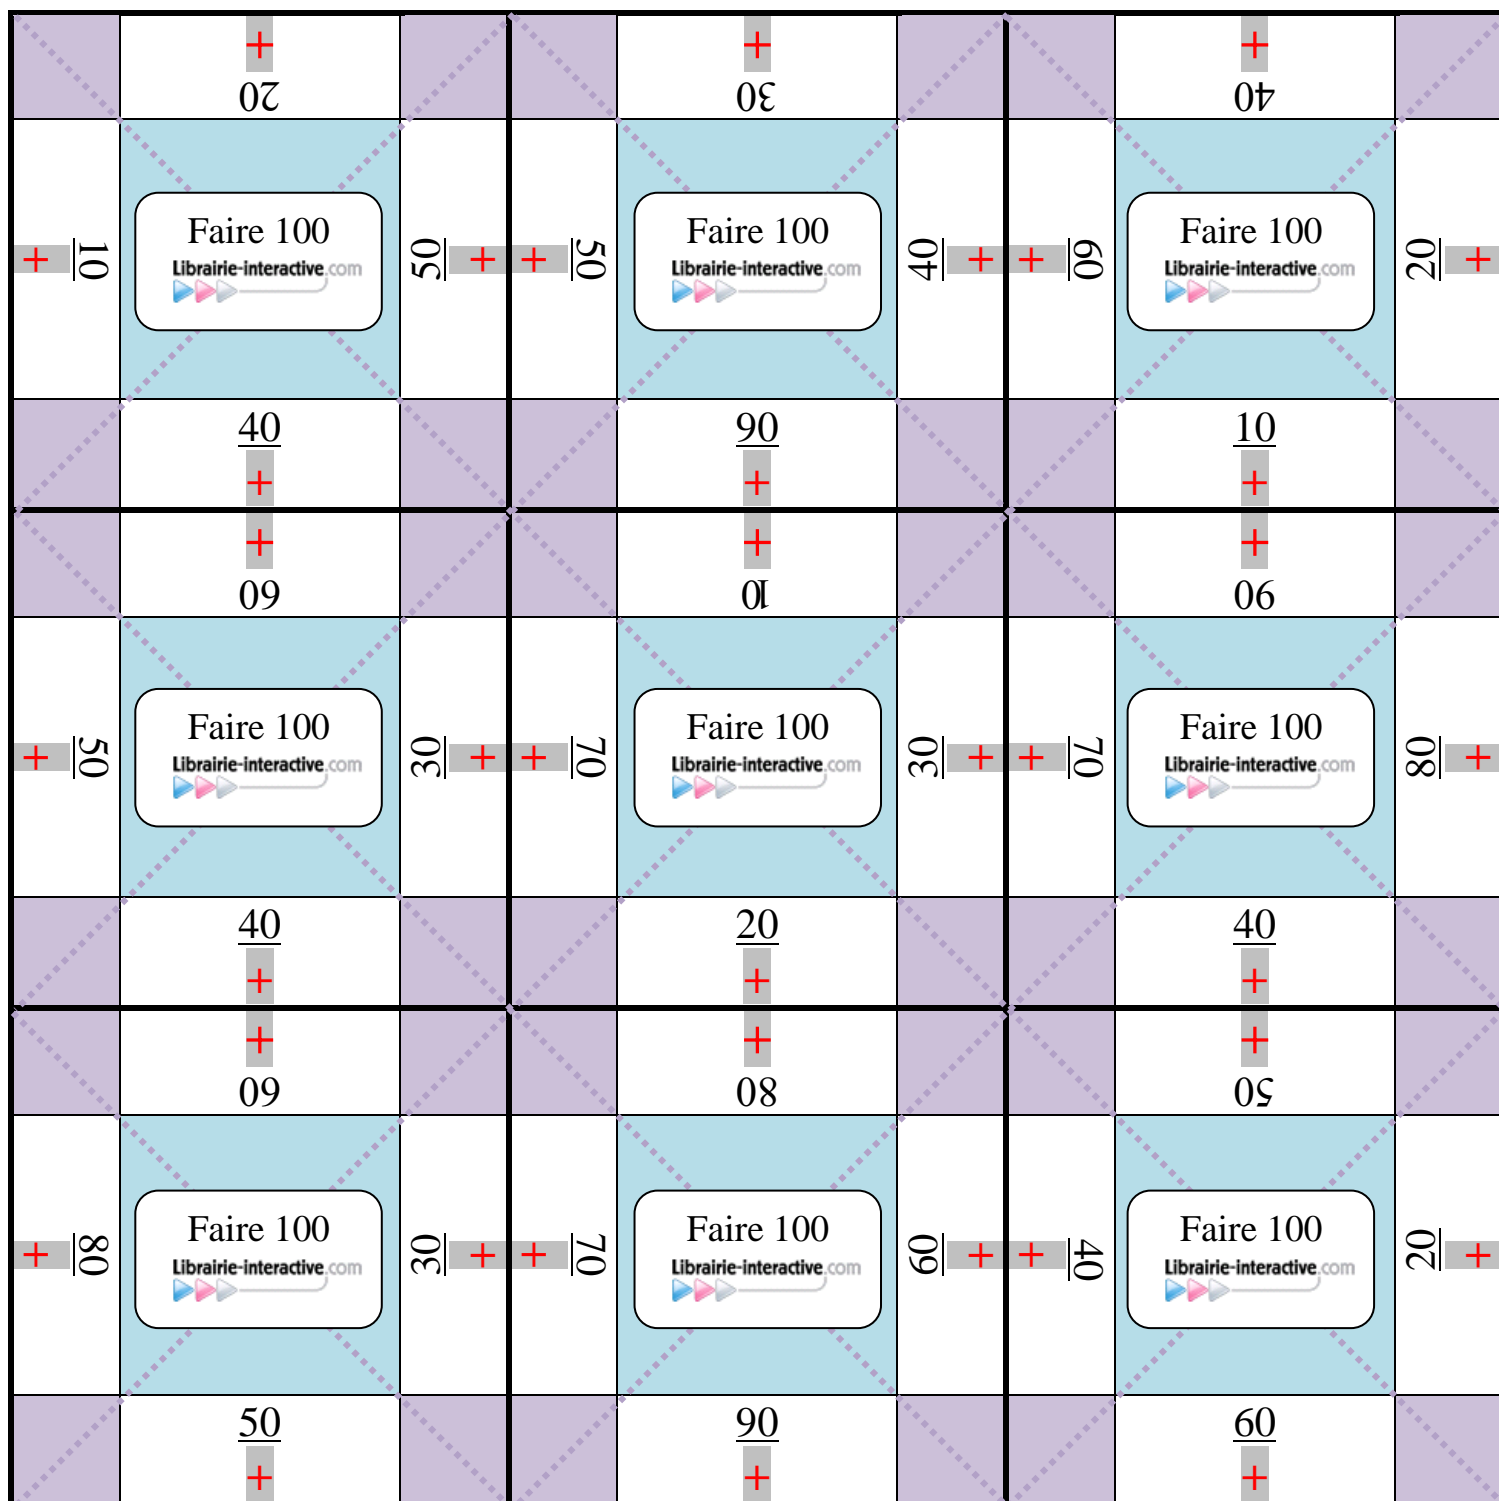 + + +
20 30 40
+ 10 Faire 100 50 + + 50 Faire 100 40 + + 60 Faire 100 20 +
Librairie-interactive.com Librairie-interactive.com Librairie-interactive.com
40 90 10
+ + +
+ + +
60 10 90
+ 50 Faire 100 30 + + 70 Faire 100 30 + + 70 Faire 100 80 +
Librairie-interactive.com Librairie-interactive.com Librairie-interactive.com
40 20 40
+ + +
+ + +
60 80 50
+ 80 Faire 100 30 + + 70 Faire 100 60 + + 40 Faire 100 20 +
Librairie-interactive.com Librairie-interactive.com Librairie-interactive.com
50 90 60
+ + +